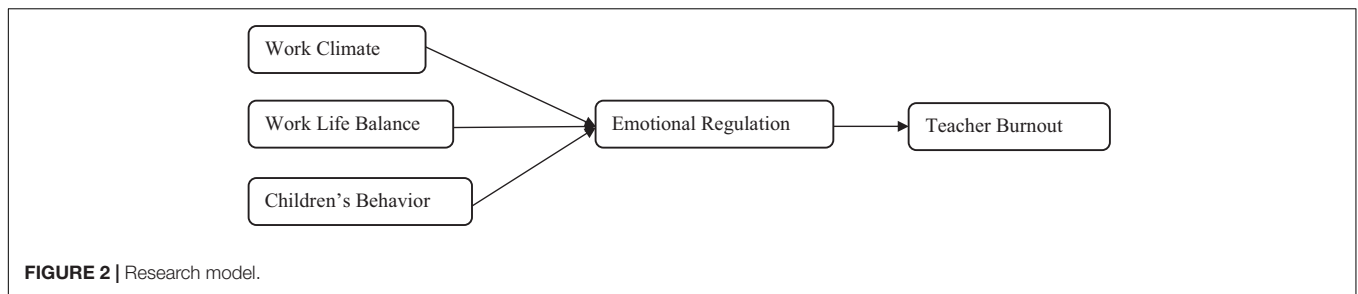 Work Climate
Work Life Balance
Emotional Regulation
Teacher Burnout
Children's Behavior
FIGURE 2 | Research model.